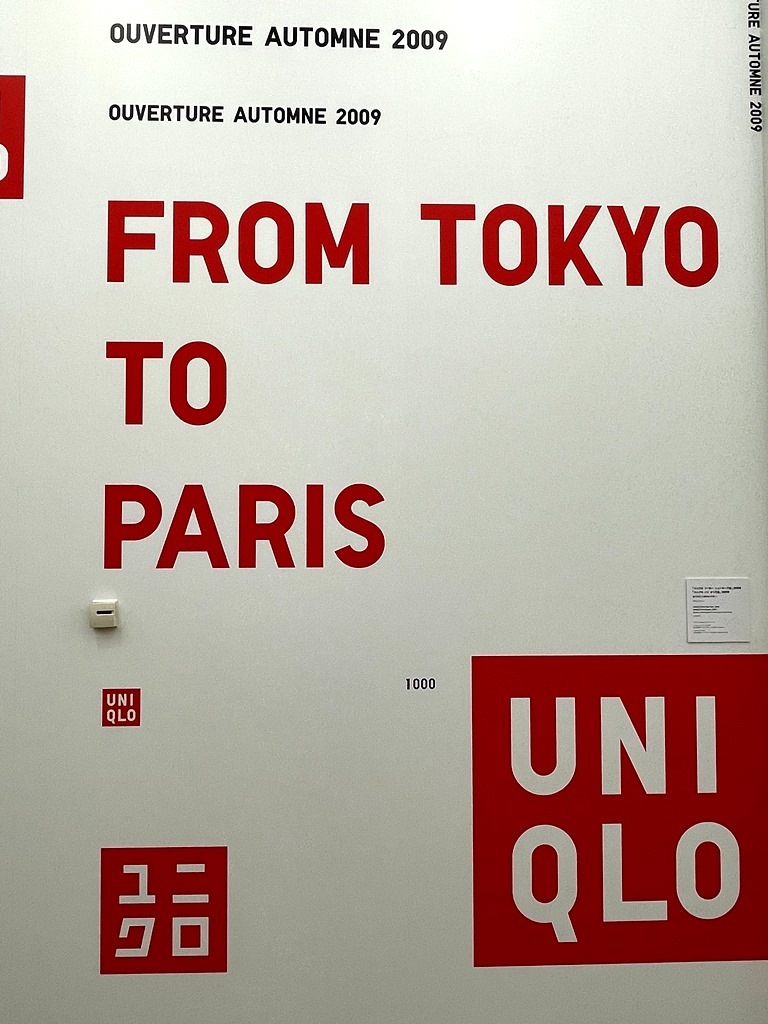 OUVERTURE AUTOMNE 2009
OUVERTURE AUTOMNE 2009
FROM TOKYO
TO
PARIS
1000
UNI
QLO
UNI
QLO
ユニ
クロ
TURE AUTOMNE 2009